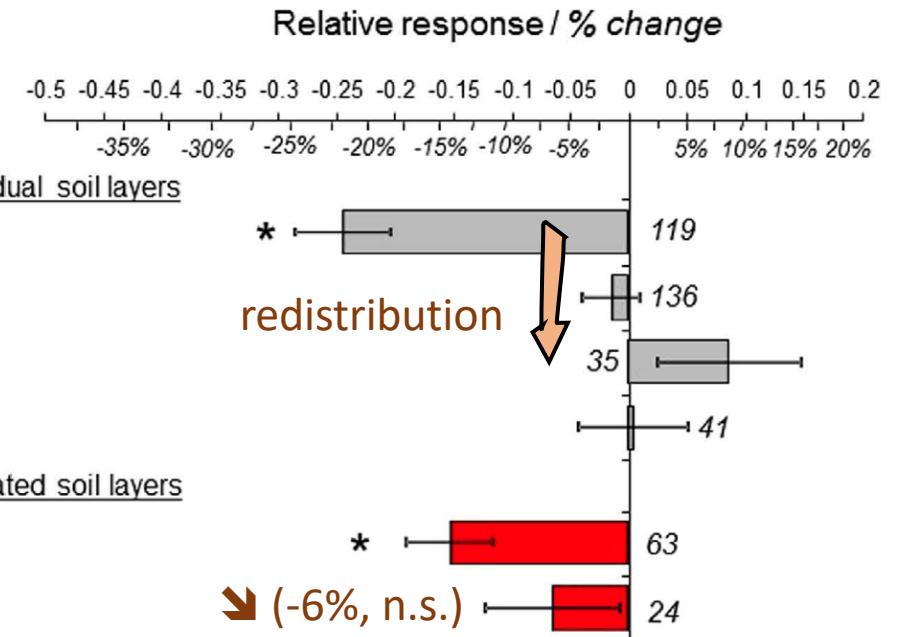 Relative response / % change
-0.5 -0.45 -0.4 -0.35 -0.3 -0.25 -0.2 -0.15 -0.1 -0.05 0 0.05 0.1 0.15 0.2
-35% -30% -25% -20% -15% -10% -5% 5% 10% 15% 20%
dual soil layers
* 119
136
redistribution
35
41
ated soil layers
* 63
➘ (-6%, n.s.) 24